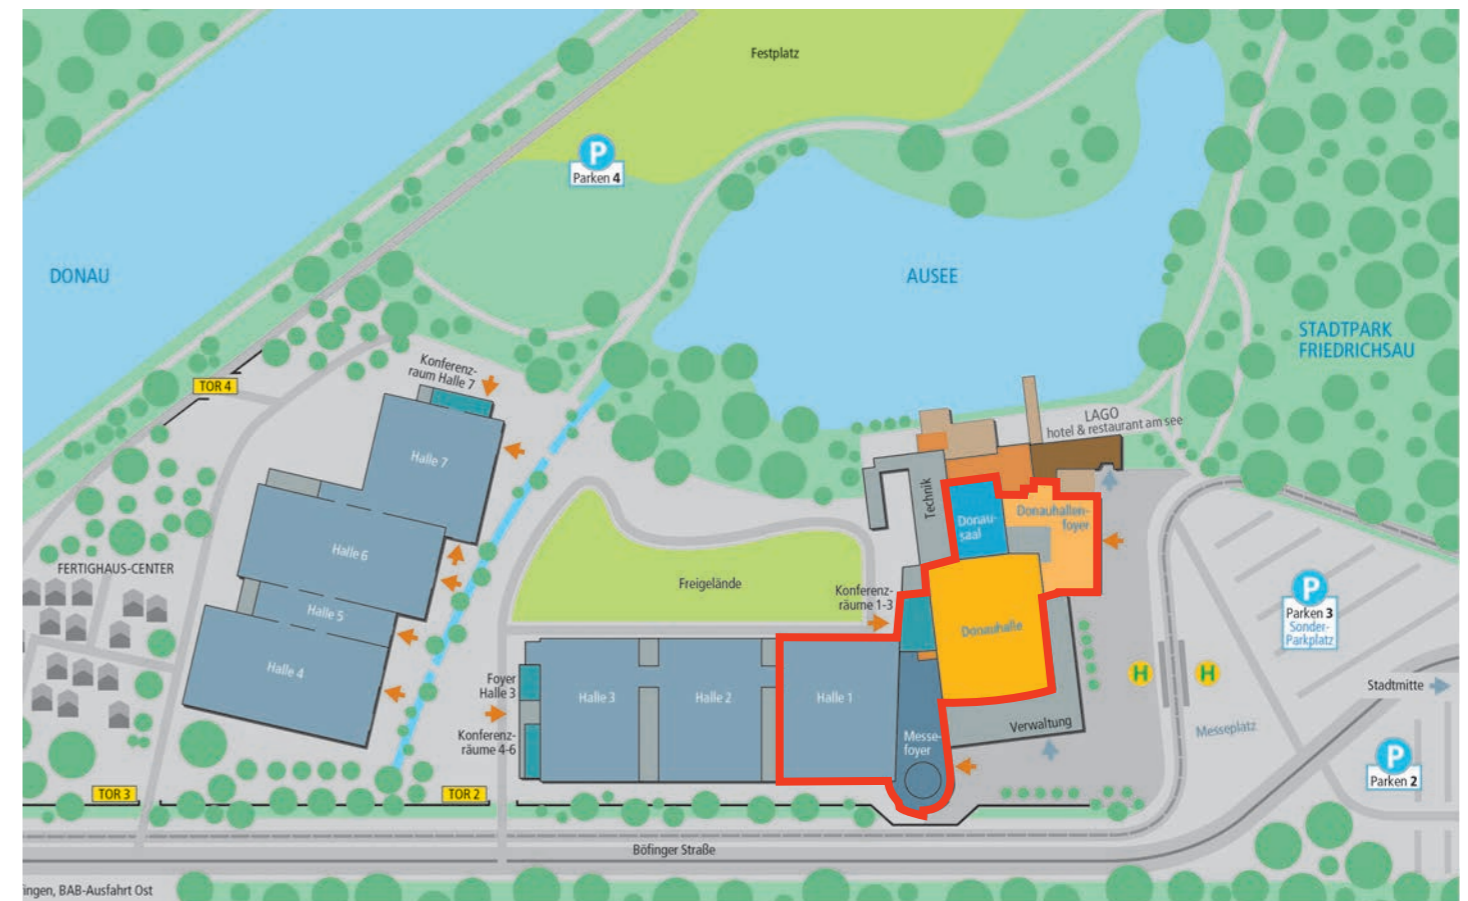 Festplatz
P
Parken 4
DONAU
AUSEE
STADTPARK
FRIEDRICHSAU
TOR 4
Konferenz-
raum Halle 7
LAGO
hotel & restaurant am see
Halle 7
Technik
Donau-
saal
Donauhallen-
foyer
Halle 6
FERTIGHAUS-CENTER
Freigelände
Konferenz-
räume 1-3
P
Parken 3
Sonder-
Parkplatz
Halle 5
Donauhalle
Halle 4
Foyer
Halle 3
Halle 3
Halle 2
Halle 1
H
H
Stadtmitte
Konferenz-
räume 4-6
Messe-
foyer
Verwaltung
Messeplatz
P
Parken 2
TOR 3
TOR 2
Böfinger Straße
ingen, BAB-Ausfahrt Ost